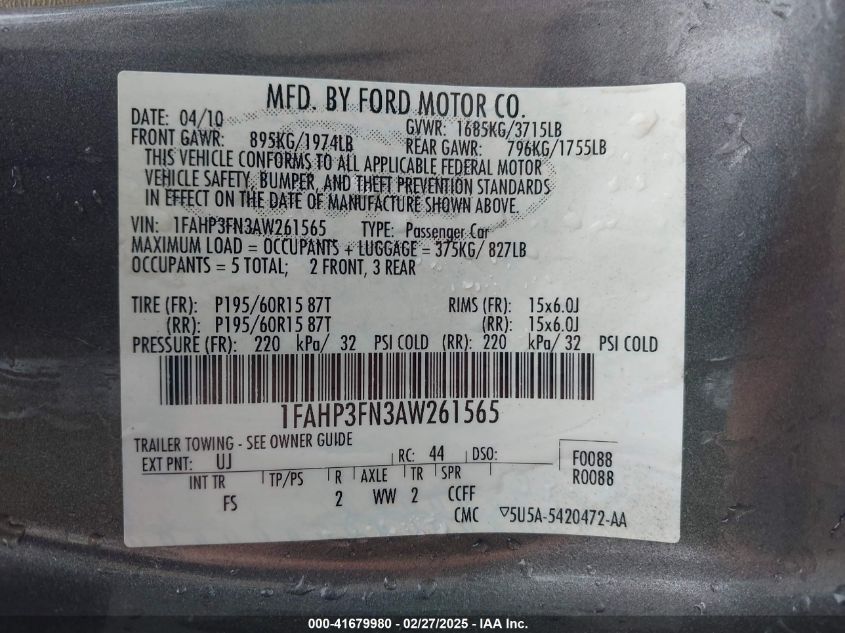 MFD. BY FORD MOTOR CO.
DATE: 04/10 GVWR: 1685KG/3715LB
FRONT GAWR: 895KG/1974LB REAR GAWR: 796KG/1755LB
THIS VEHICLE CONFORMS TO ALL APPLICABLE FEDERAL MOTOR
VEHICLE SAFETY, BUMPER, AND THEFT PREVENTION STANDARDS
IN EFFECT ON THE DATE OF MANUFACTURE SHOWN ABOVE.
VIN: 1FAHP3FN3AW261565 TYPE: Passenger Car
MAXIMUM LOAD = OCCUPANTS + LUGGAGE = 375KG/ 827LB
OCCUPANTS = 5 TOTAL; 2 FRONT, 3 REAR
TIRE (FR): P195/60R15 87T RIMS (FR): 15x6.0J
(RR): P195/60R15 87T (RR): 15x6.0J
PRESSURE (FR): 220 kPa/ 32 PSI COLD (RR): 220 kPa/ 32 PSI COLD
1FAHP3FN3AW261565
TRAILER TOWING - SEE OWNER GUIDE
EXT PNT: UJ RC: 44 DSO: F0088
INT TR TP/PS R AXLE TR SPR R0088
FS 2 WW 2 CCFF
CMC ▽5U5A-5420472-AA
000-41679980 - 02/27/2025 - IAA Inc.